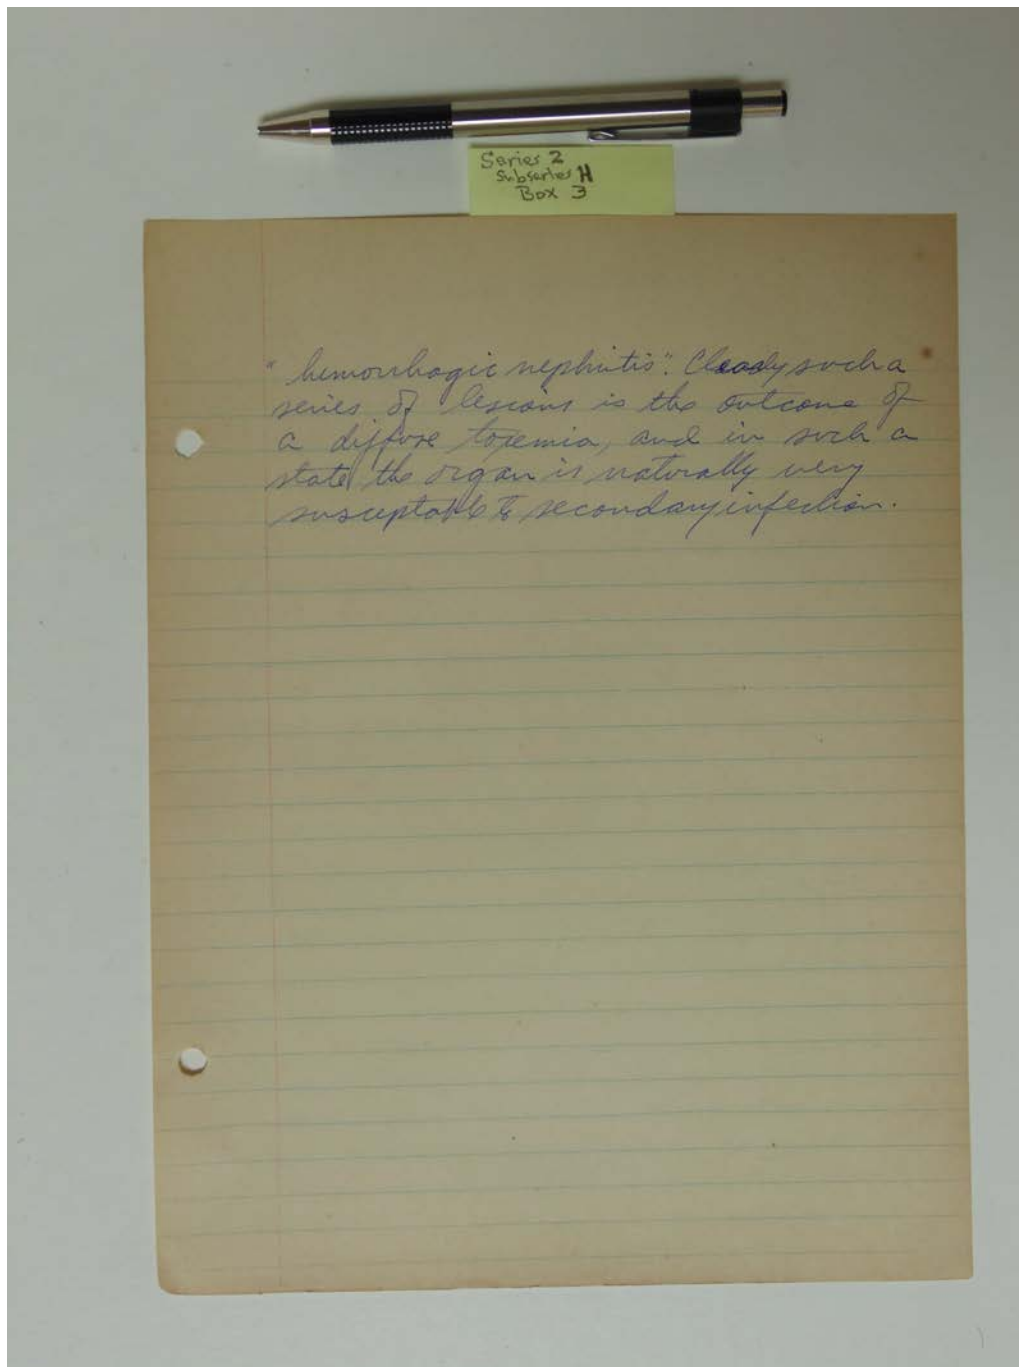 Series 2
Subseries H
Box 3
"hemorrhagic nephritis". Clearly such a
series of lesions is the outcome of
a diffuse toxemia, and in such a
state the organ is naturally very
susceptable to secondary infection.